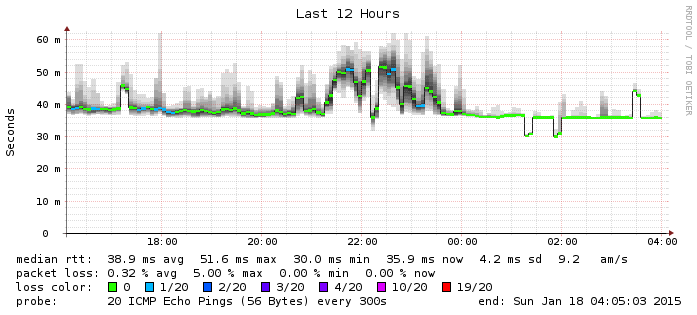 Last 12 Hours
RRDTOOL / TOBI OETIKER
Seconds
60 m
50 m
40 m
30 m
20 m
10 m
0
18:00 20:00 22:00 00:00 02:00 04:00
median rtt: 38.9 ms avg 51.6 ms max 30.0 ms min 35.9 ms now 4.2 ms sd 9.2 am/s
packet loss: 0.32 % avg 5.00 % max 0.00 % min 0.00 % now
loss color: 0 1/20 2/20 3/20 4/20 10/20 19/20
probe: 20 ICMP Echo Pings (56 Bytes) every 300s end: Sun Jan 18 04:05:03 2015